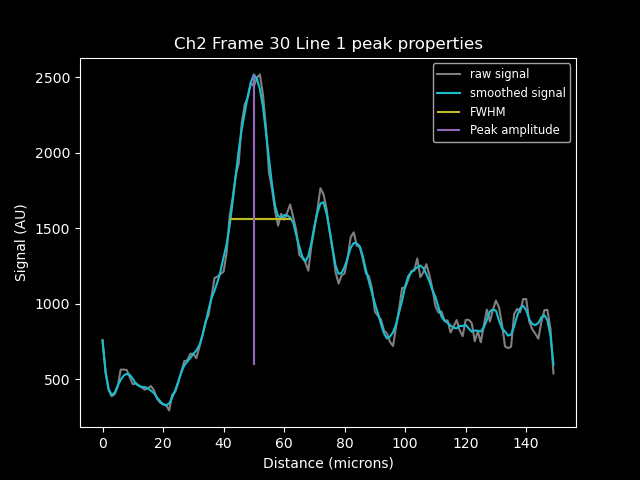 Ch2 Frame 30 Line 1 peak properties
raw signal
smoothed signal
FWHM
Peak amplitude
Signal (AU)
2500
2000
1500
1000
500
0 20 40 60 80 100 120 140
Distance (microns)